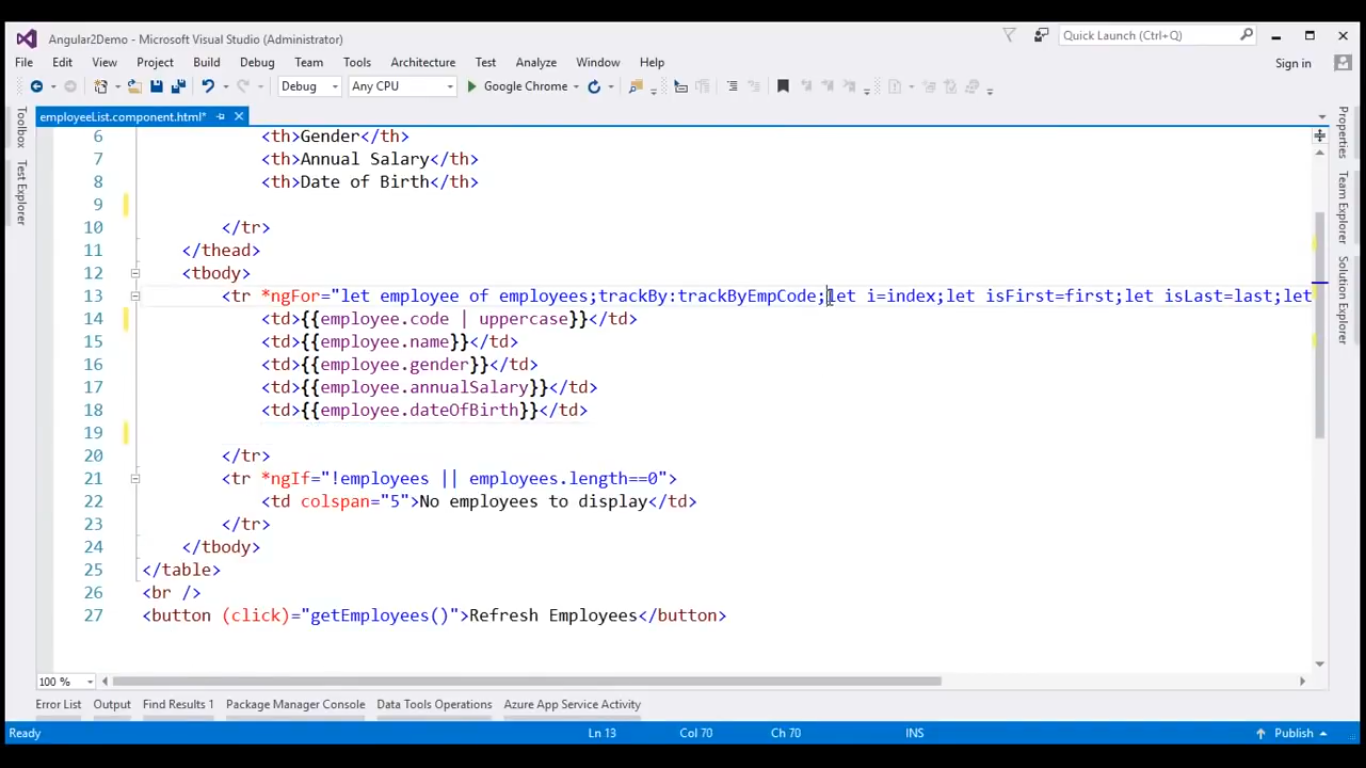 Angular2Demo - Microsoft Visual Studio (Administrator)
Quick Launch (Ctrl+Q)
File Edit View Project Build Debug Team Tools Architecture Test Analyze Window Help
Sign in
Debug Any CPU Google Chrome
employeeList.component.html*
Toolbox
Test Explorer
Properties
Team Explorer
Solution Explorer
6 <th>Gender</th>
7 <th>Annual Salary</th>
8 <th>Date of Birth</th>
9
10 </tr>
11 </thead>
12 <tbody>
13 <tr *ngFor="let employee of employees;trackBy:trackByEmpCode;let i=index;let isFirst=first;let isLast=last;let
14 <td>{{employee.code | uppercase}}</td>
15 <td>{{employee.name}}</td>
16 <td>{{employee.gender}}</td>
17 <td>{{employee.annualSalary}}</td>
18 <td>{{employee.dateOfBirth}}</td>
19
20 </tr>
21 <tr *ngIf="!employees || employees.length==0">
22 <td colspan="5">No employees to display</td>
23 </tr>
24 </tbody>
25 </table>
26 <br />
27 <button (click)="getEmployees()">Refresh Employees</button>
100 %
Error List Output Find Results 1 Package Manager Console Data Tools Operations Azure App Service Activity
Ready Ln 13 Col 70 Ch 70 INS Publish